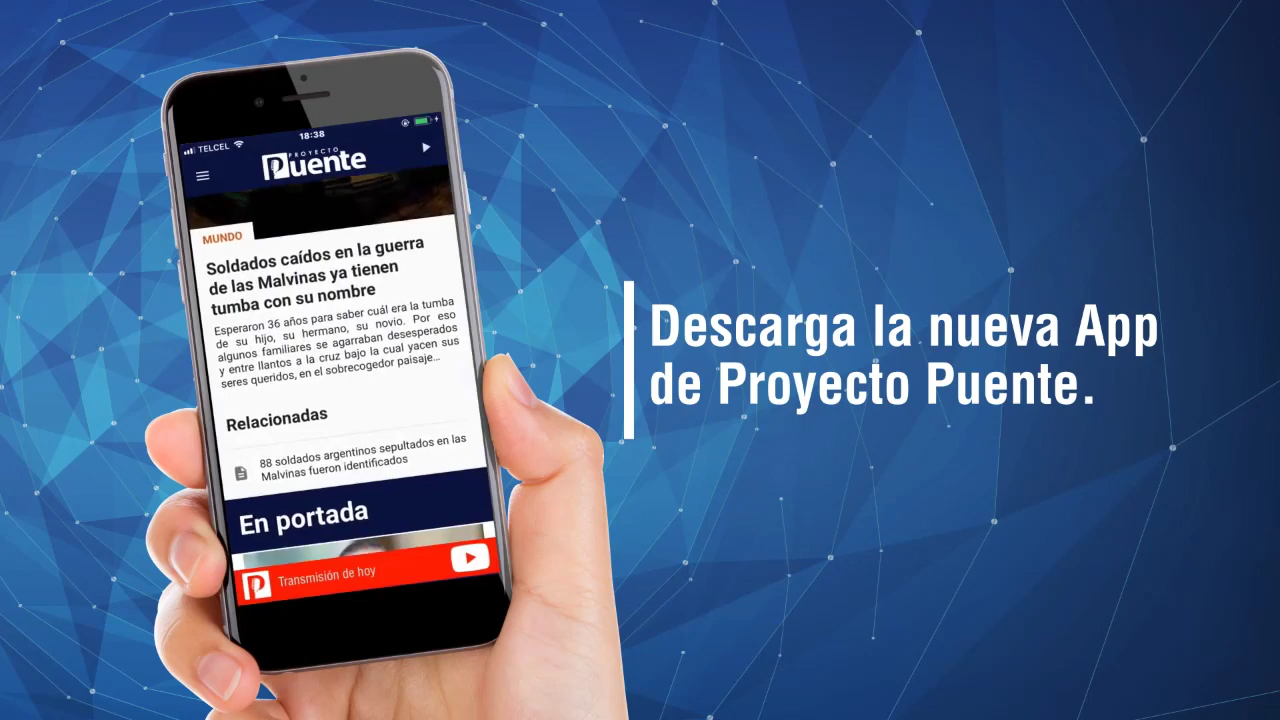 TELCEL
18:38
PROYECTO
Puente
MUNDO
Soldados caídos en la guerra
de las Malvinas ya tienen
tumba con su nombre
Esperaron 36 años para saber cuál era la tumba
de su hijo, su hermano, su novio. Por eso
algunos familiares se agarraban desesperados
y entre llantos a la cruz bajo la cual yacen sus
seres queridos, en el sobrecogedor paisaje...
Relacionadas
88 soldados argentinos sepultados en las
Malvinas fueron identificados
En portada
P Transmisión de hoy
Descarga la nueva App
de Proyecto Puente.